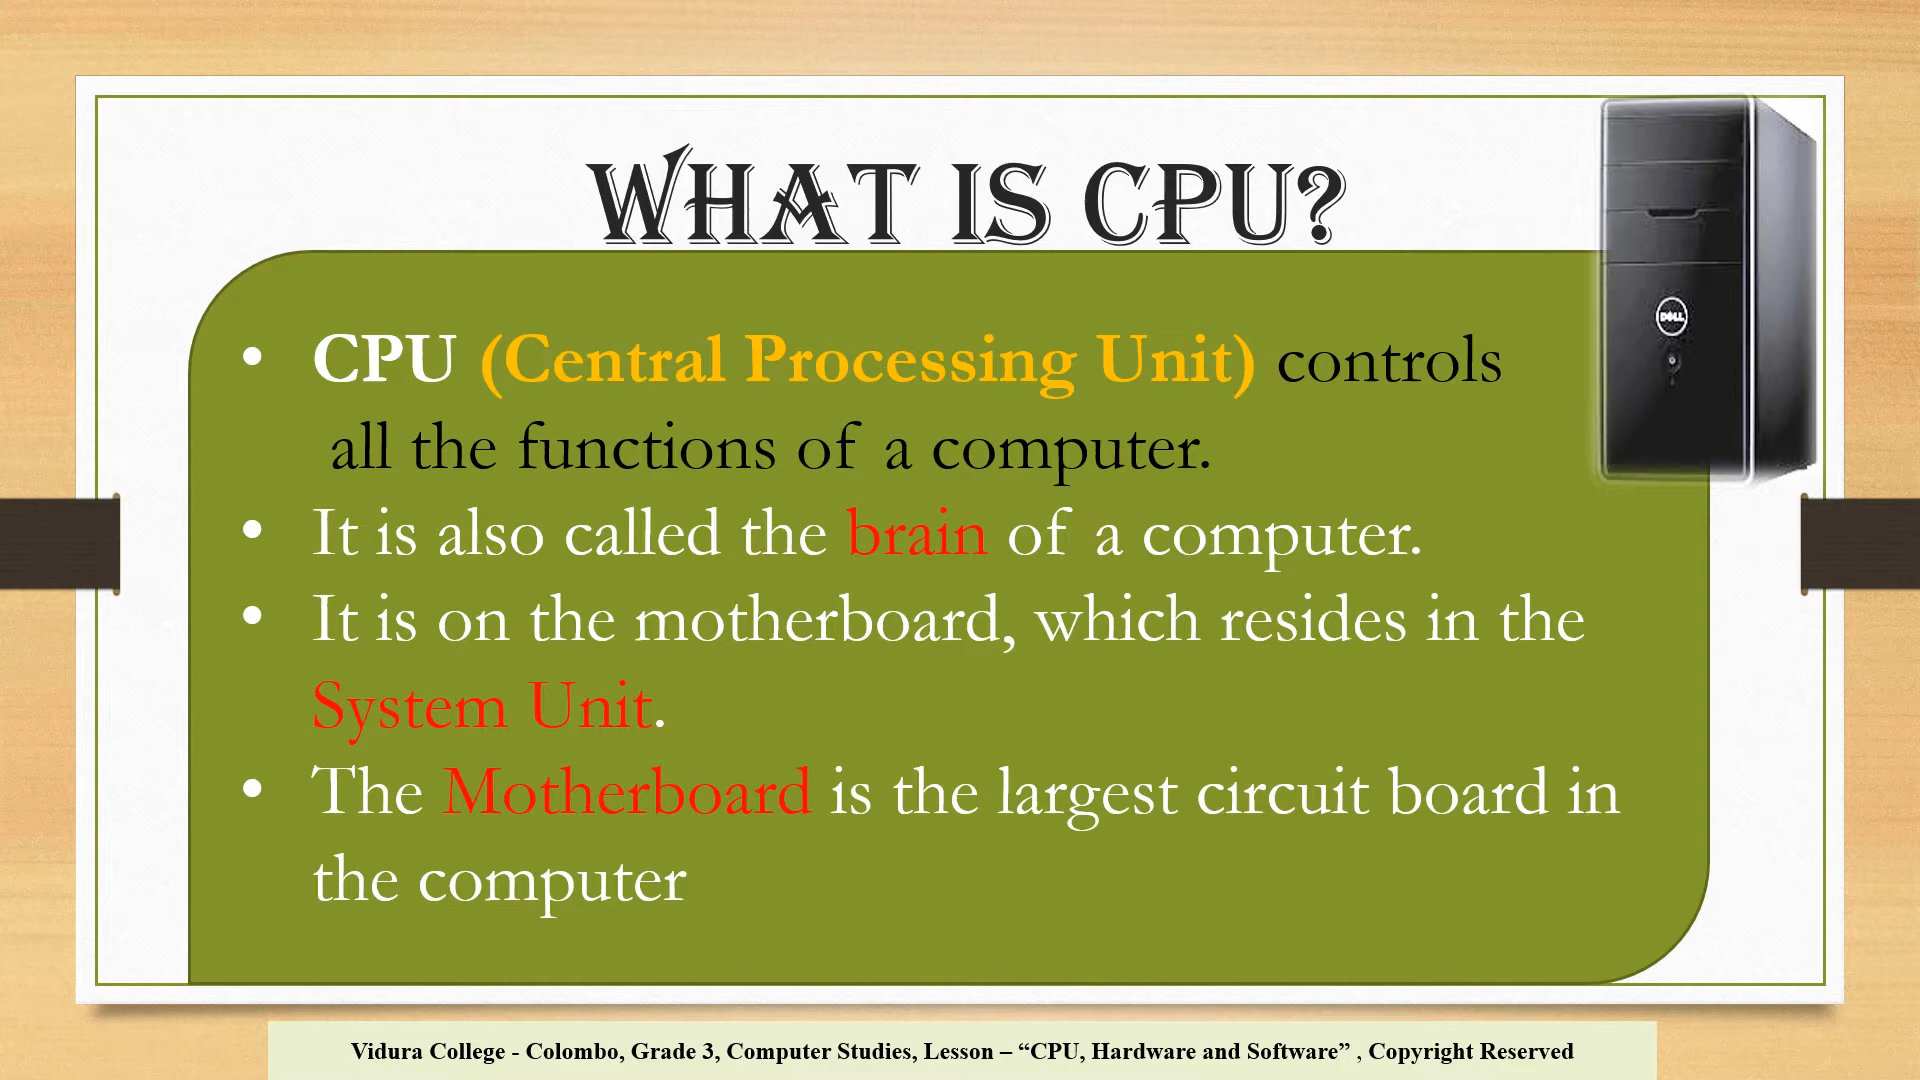 WHAT IS CPU?
DELL
• CPU (Central Processing Unit) controls
all the functions of a computer.
• It is also called the brain of a computer.
• It is on the motherboard, which resides in the
System Unit.
• The Motherboard is the largest circuit board in
the computer
Vidura College - Colombo, Grade 3, Computer Studies, Lesson – “CPU, Hardware and Software” , Copyright Reserved